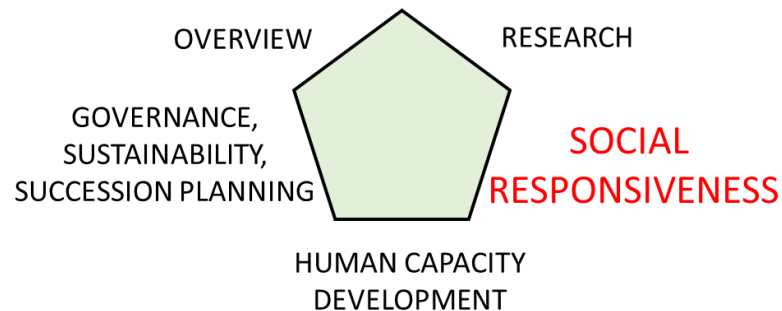 OVERVIEW
RESEARCH
GOVERNANCE,
SUSTAINABILITY,
SUCCESSION PLANNING
SOCIAL
RESPONSIVENESS
HUMAN CAPACITY
DEVELOPMENT